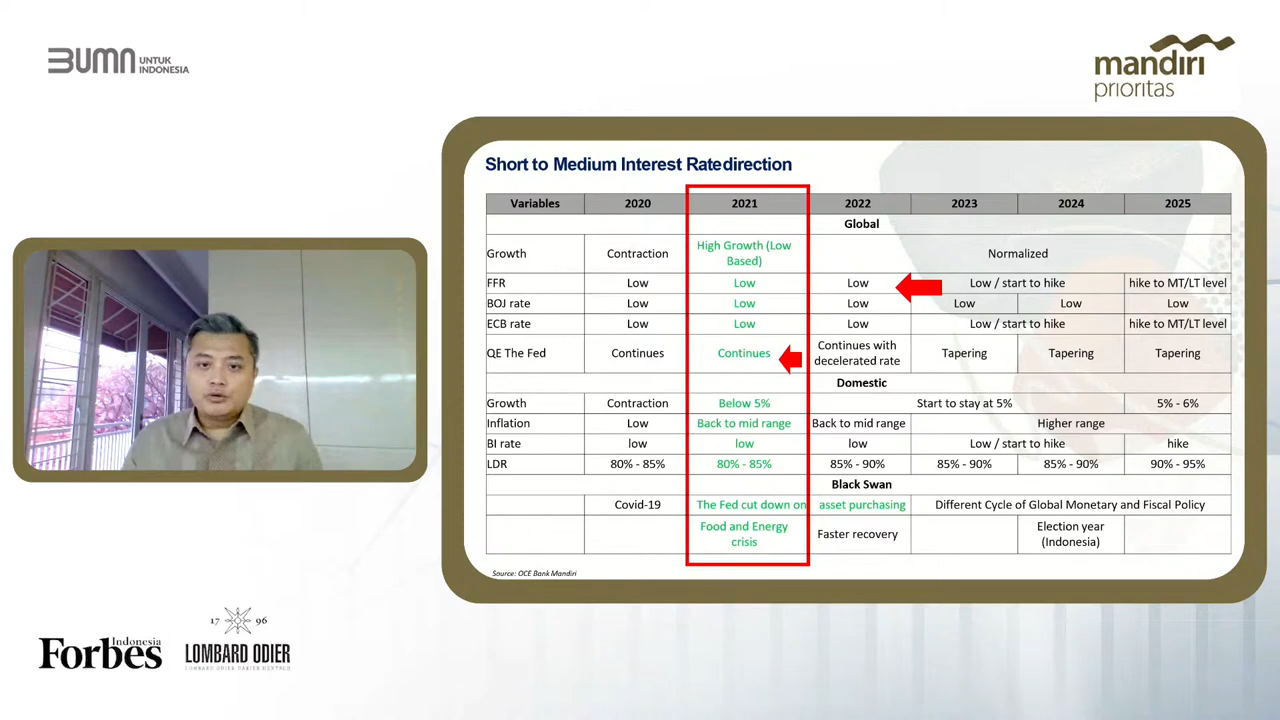 BUMN UNTUK
INDONESIA
mandiri
prioritas
Short to Medium Interest Ratedirection
Variables 2020 2021 2022 2023 2024 2025
Global
Growth Contraction High Growth (Low
Based) Normalized
FFR Low Low Low Low / start to hike hike to MT/LT level
BOJ rate Low Low Low Low Low Low
ECB rate Low Low Low Low / start to hike hike to MT/LT level
QE The Fed Continues Continues Continues with
decelerated rate Tapering Tapering Tapering
Domestic
Growth Contraction Below 5% Start to stay at 5% 5% - 6%
Inflation Low Back to mid range Back to mid range Higher range
BI rate low low low Low / start to hike hike
LDR 80% - 85% 80% - 85% 85% - 90% 85% - 90% 85% - 90% 90% - 95%
Black Swan
Covid-19 The Fed cut down on asset purchasing Different Cycle of Global Monetary and Fiscal Policy
Food and Energy
crisis Faster recovery Election year
(Indonesia)
Source: OCE Bank Mandiri
Forbes
Indonesia
17 96
LOMBARD ODIER